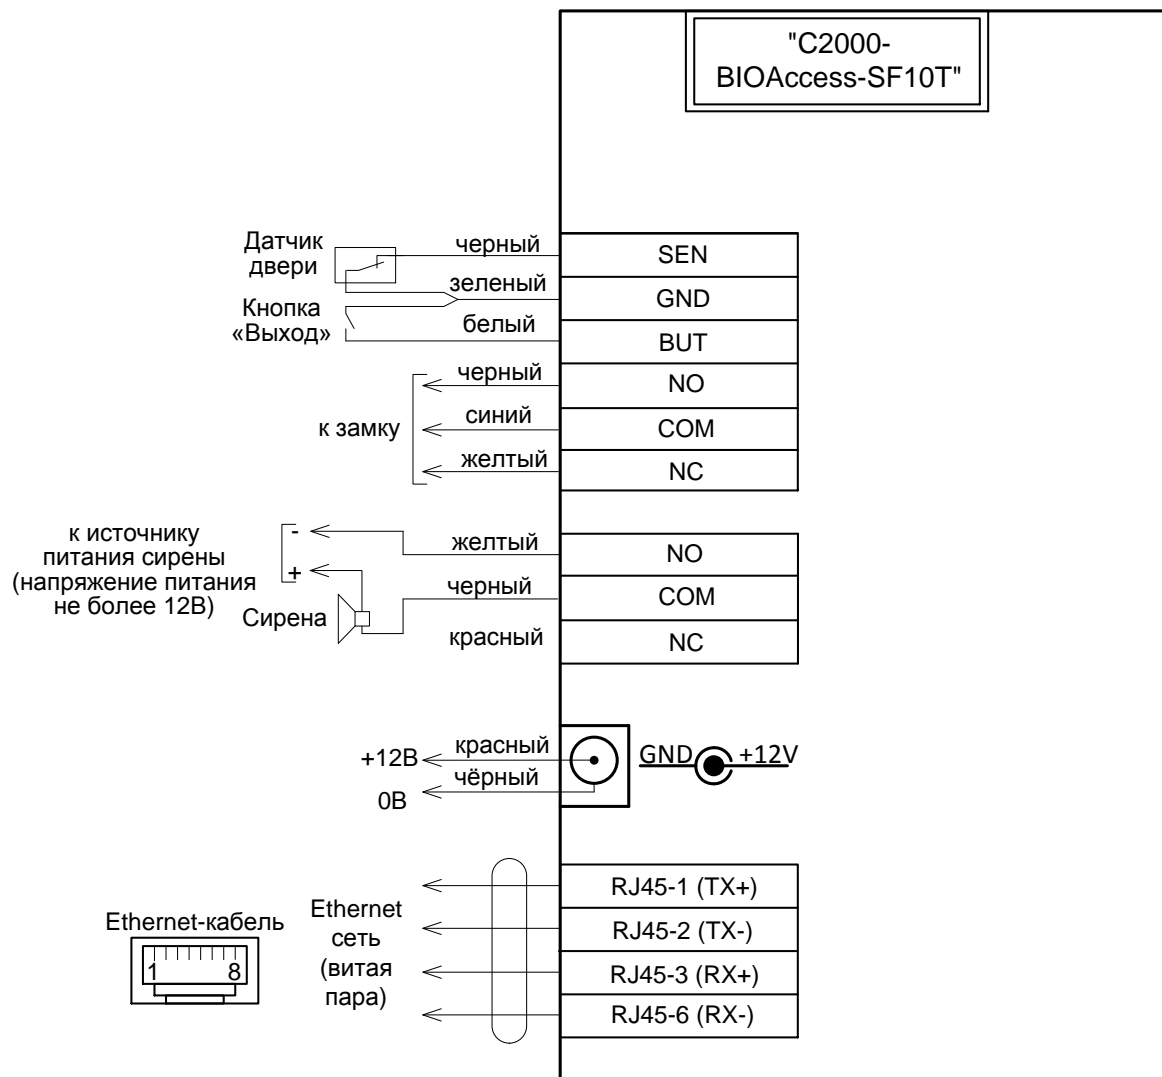 "С2000-
BIOAccess-SF10T"
Датчик
двери
черный
SEN
зеленый
GND
Кнопка
«Выход»
белый
BUT
черный
NO
к замку
синий
COM
желтый
NC
к источнику
питания сирены
(напряжение питания
не более 12В)
-
+
желтый
NO
черный
COM
Сирена
красный
NC
+12В
красный
GND
+12V
0В
чёрный
RJ45-1 (TX+)
Ethernet-кабель
1
8
Ethernet
сеть
(витая
пара)
RJ45-2 (TX-)
RJ45-3 (RX+)
RJ45-6 (RX-)